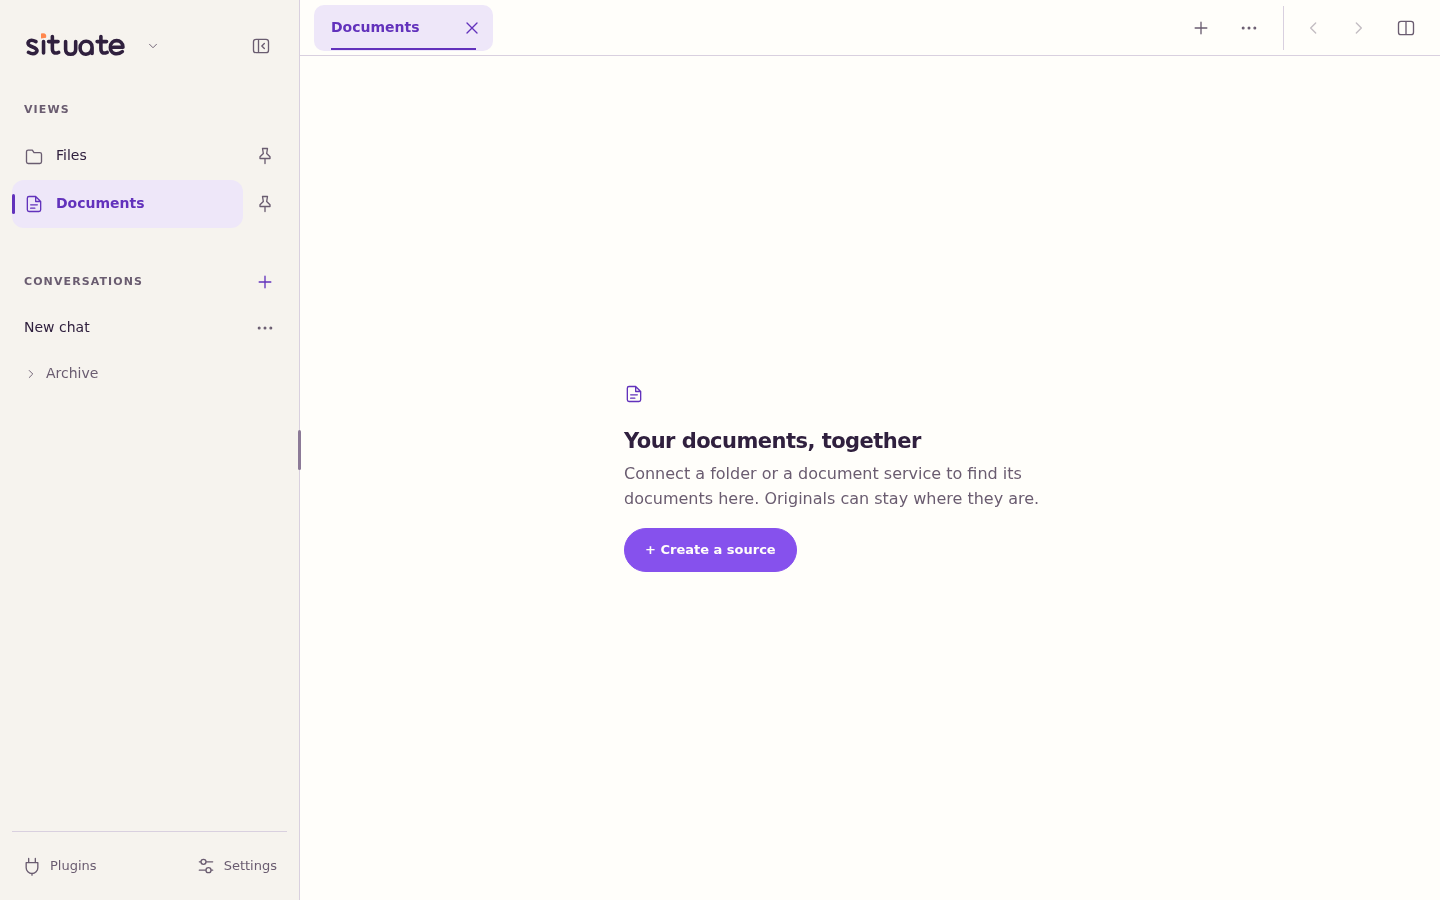 situate
VIEWS
Files
Documents
CONVERSATIONS
New chat
Archive
Plugins
Settings
Documents
Your documents, together
Connect a folder or a document service to find its
documents here. Originals can stay where they are.
+ Create a source